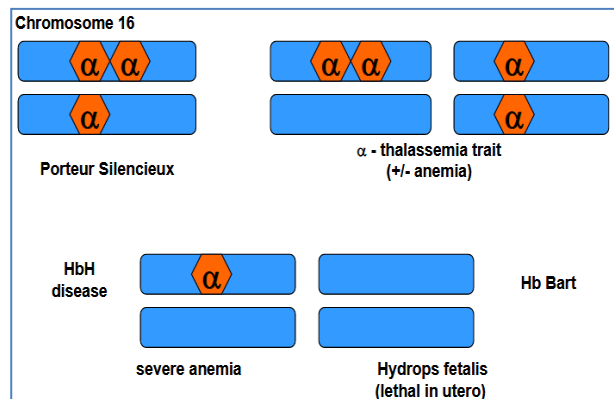 Chromosome 16
α α
α α
α
α
α
α
Porteur Silencieux
α - thalassemia trait
(+/- anemia)
HbH
disease
α
Hb Bart
severe anemia
Hydrops fetalis
(lethal in utero)